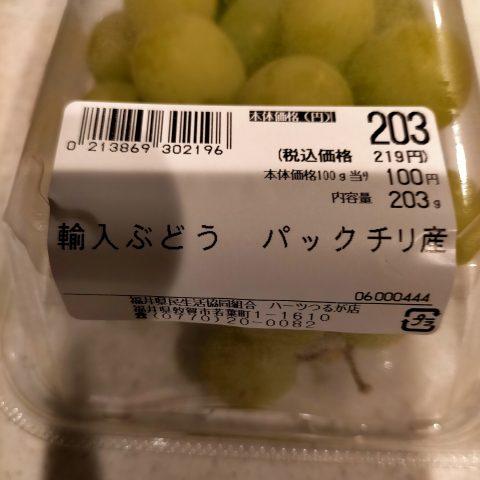 本体価格(円) 203
0 213869 302196
(税込価格 219円)
本体価格100g当り 100円
内容量 203g
輸入ぶどう パックチリ産
06000444
福井県民生活協同組合 ハーツつるが店
福井県敦賀市若葉町1-1610
☎(0770)20-0082
プラ